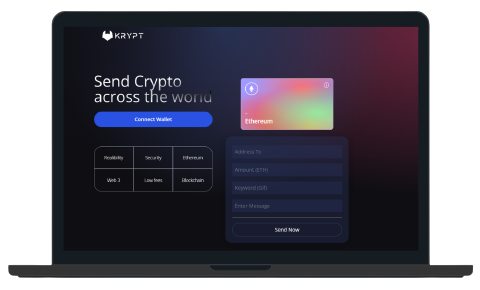 KRYPT
Send Crypto
across the world
Connect Wallet
Reliability
Security
Ethereum
Web 3
Low fees
Blockchain
Ethereum
Address To
Amount (ETH)
Keyword (Gif)
Enter Message
Send Now